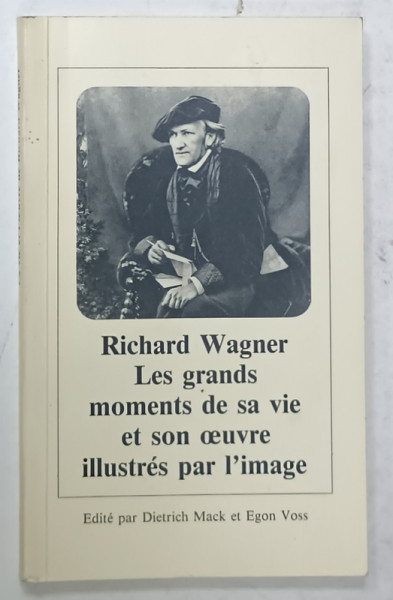 Richard Wagner
Les grands
moments de sa vie
et son œuvre
illustrés par l'image
Edité par Dietrich Mack et Egon Voss